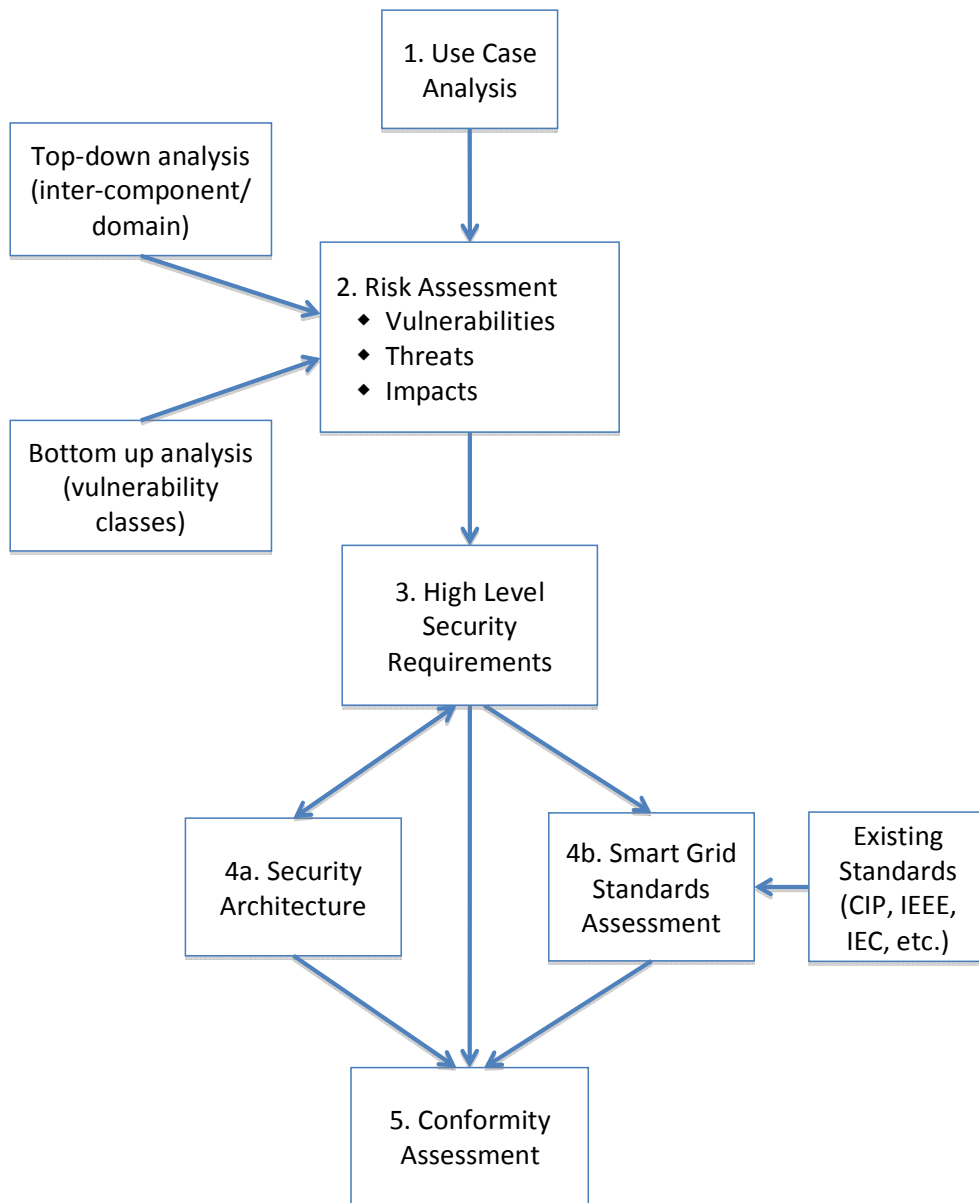 1. Use Case
Analysis
Top-down analysis
(inter-component/
domain)
2. Risk Assessment
◆ Vulnerabilities
◆ Threats
◆ Impacts
Bottom up analysis
(vulnerability
classes)
3. High Level
Security
Requirements
4a. Security
Architecture
4b. Smart Grid
Standards
Assessment
Existing
Standards
(CIP, IEEE,
IEC, etc.)
5. Conformity
Assessment